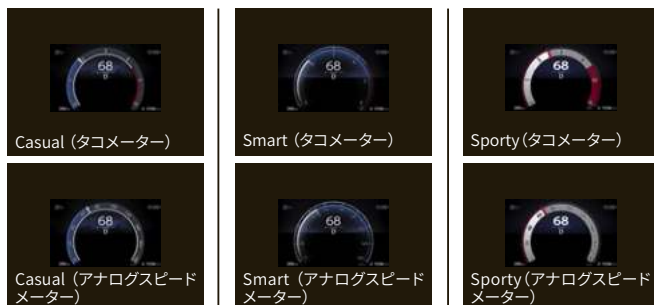 68
Casual (タコメーター)
68
Smart (タコメーター)
68
Sporty(タコメーター)
68
Casual (アナログスピード
メーター)
68
Smart (アナログスピード
メーター)
68
Sporty(アナログスピード
メーター)